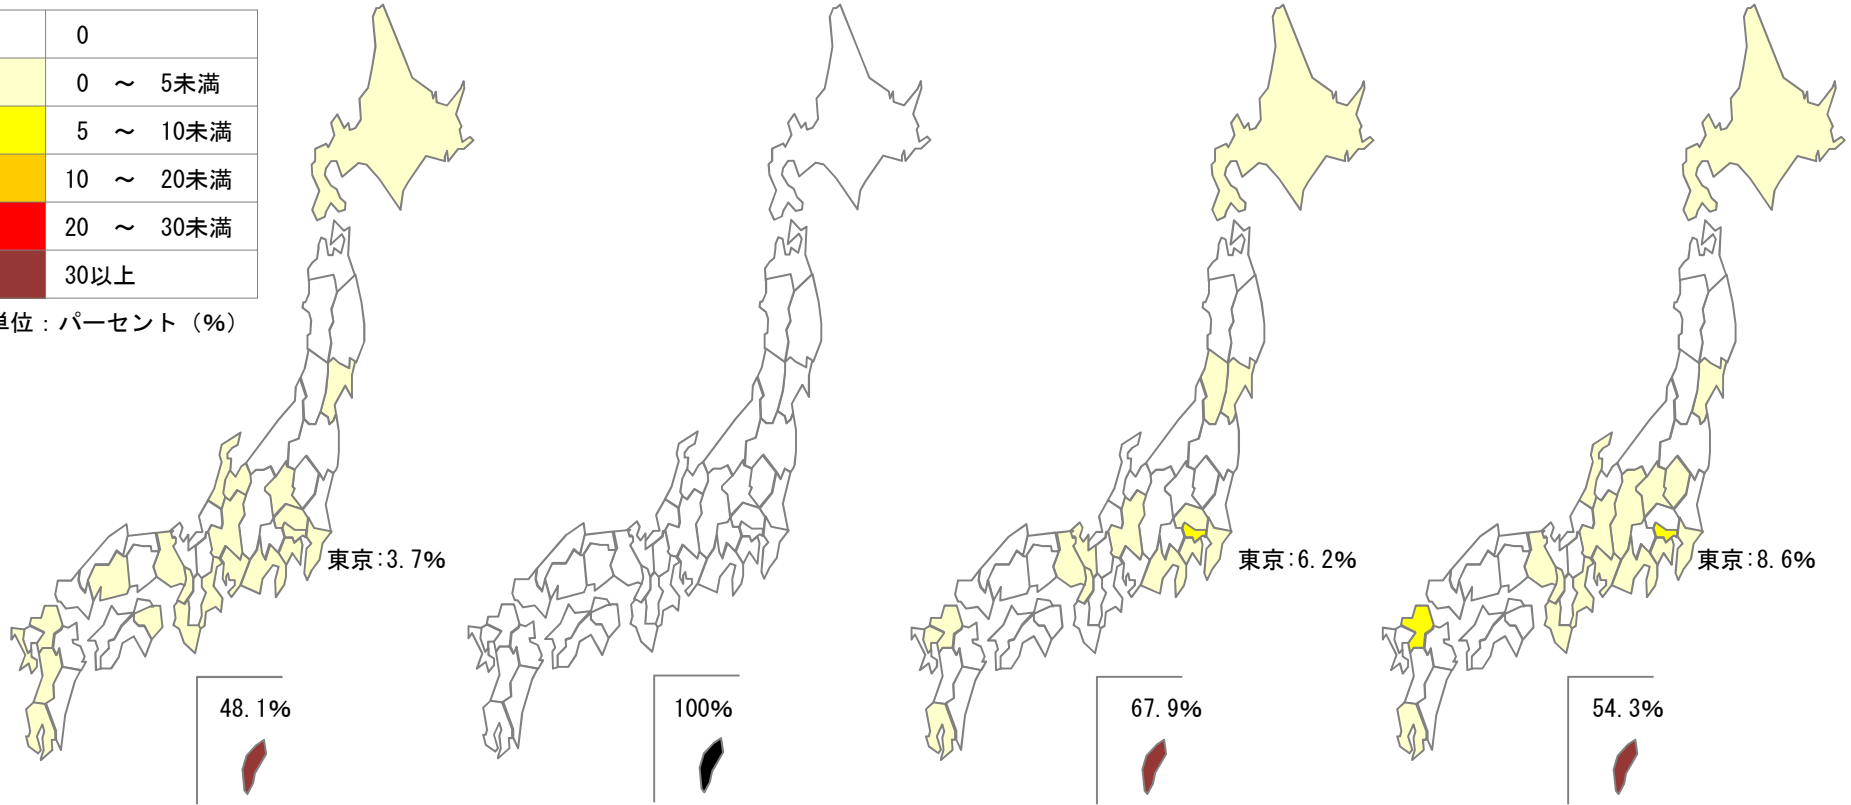 0
0 ～ 5未満
5 ～ 10未満
10 ～ 20未満
20 ～ 30未満
30以上
単位：パーセント（%）
東京:3.7%
東京:6.2%
東京:8.6%
48.1%
100%
67.9%
54.3%